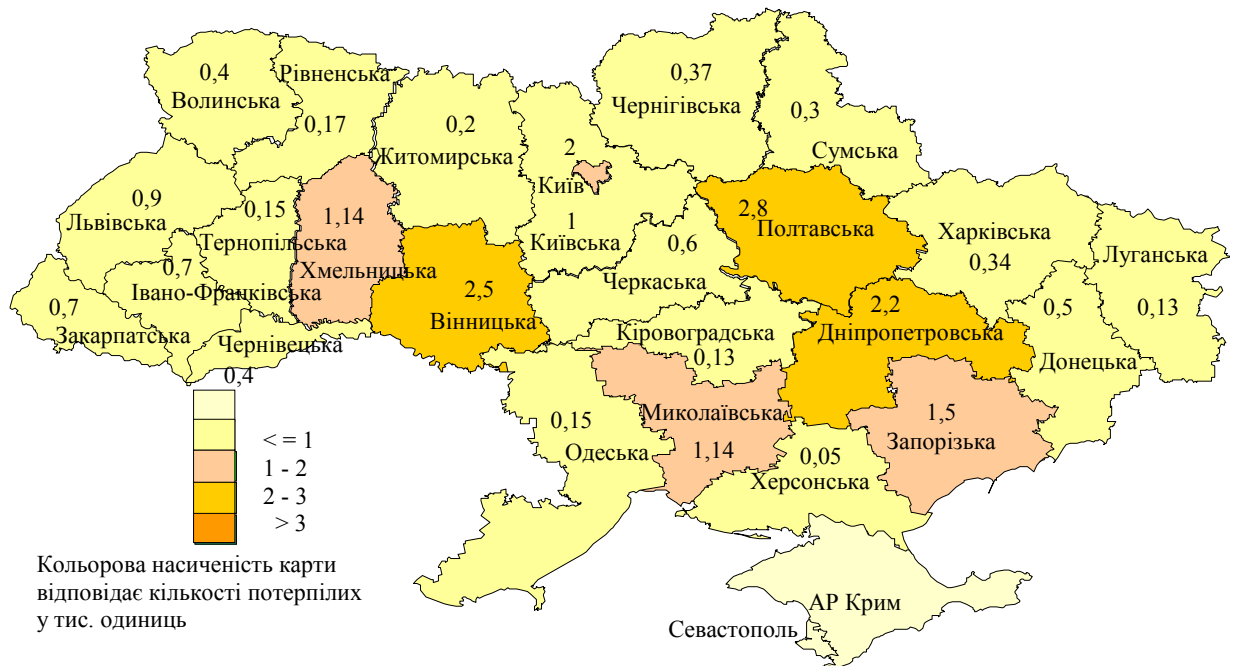 0,4
Волинська
Рівненська
0,17
0,2
Житомирська
2
Київ
1
Київська
0,37
Чернігівська
0,3
Сумська
0,9
Львівська
0,15
Тернопільська
1,14
Хмельницька
0,7
Івано-Франківська
0,7
Закарпатська
Чернівецька
0,4
2,5
Вінницька
0,6
Черкаська
2,8
Полтавська
Харківська
0,34
Луганська
0,13
0,5
Донецька
2,2
Дніпропетровська
Кіровоградська
0,13
0,15
Одеська
Миколаївська
1,14
1,5
Запорізька
0,05
Херсонська
АР Крим
Севастополь
< = 1
1 - 2
2 - 3
> 3
Кольорова насиченість карти
відповідає кількості потерпілих
у тис. одиниць